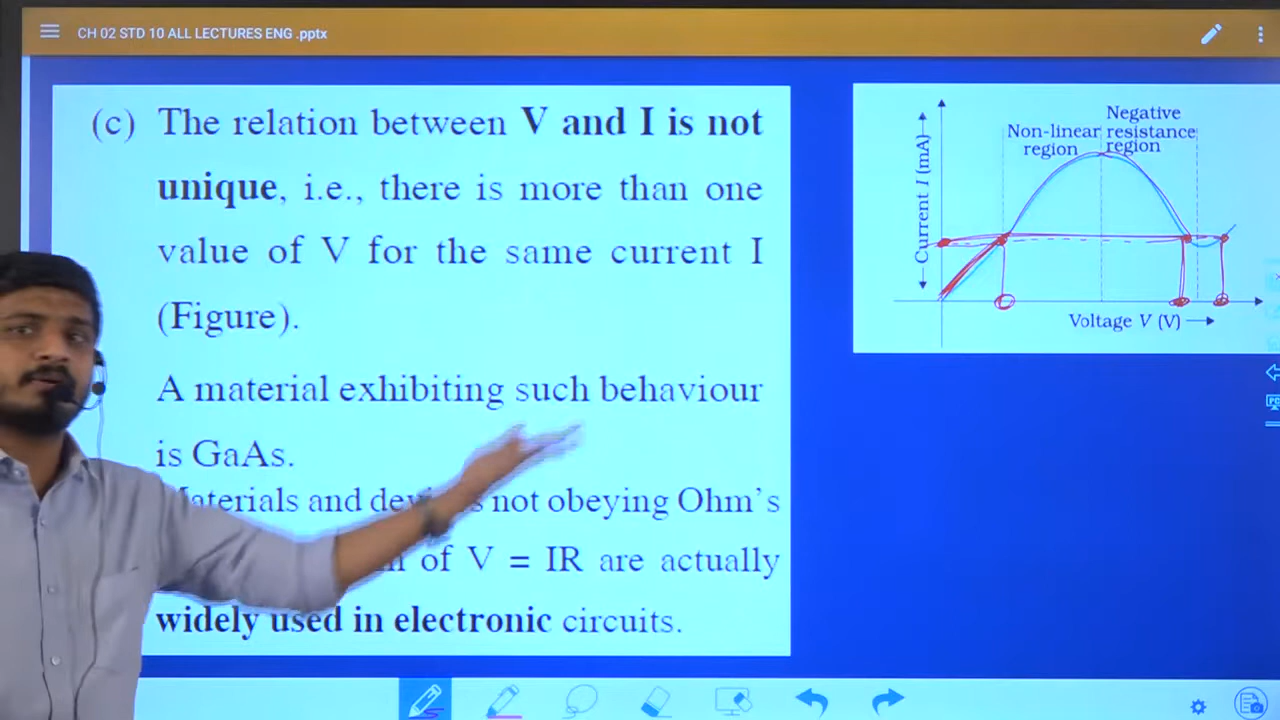 CH 02 STD 10 ALL LECTURES ENG .pptx
(c) The relation between V and I is not
unique, i.e., there is more than one
value of V for the same current I
(Figure).
A material exhibiting such behaviour
is GaAs.
not obeying Ohm's
of V = IR are actually
widely used in electronic circuits.
Negative
Non-linear resistance
region region
Current I (mA)
Voltage V (V)